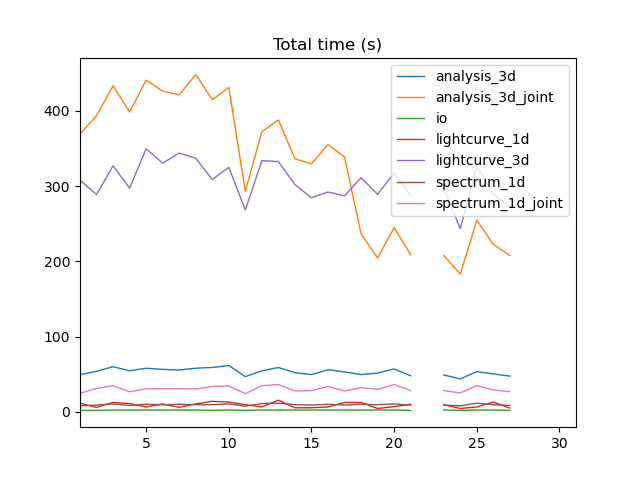 Total time (s)
analysis_3d
analysis_3d_joint
io
lightcurve_1d
lightcurve_3d
spectrum_1d
spectrum_1d_joint
400
300
200
100
0
5
10
15
20
25
30